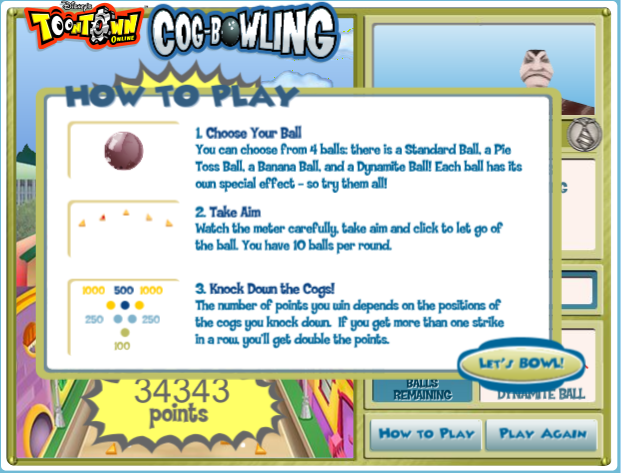 Disney's
TOONTOWN
ONLINE
COG-BOWLING
HOW TO PLAY
1. Choose Your Ball
You can choose from 4 balls: there is a Standard Ball, a Pie
Toss Ball, a Banana Ball, and a Dynamite Ball! Each ball has its
own special effect - so try them all!
2. Take Aim
Watch the meter carefully, take aim and click to let go of
the ball. You have 10 balls per round.
1000 500 1000
250 250
100
3. Knock Down the Cogs!
The number of points you win depends on the positions of
the cogs you knock down. If you get more than one strike
in a row, you'll get double the points.
LET'S BOWL!
34343
points
BALLS
REMAINING
DYNAMITE BALL
HOW TO PLAY
PLAY AGAIN